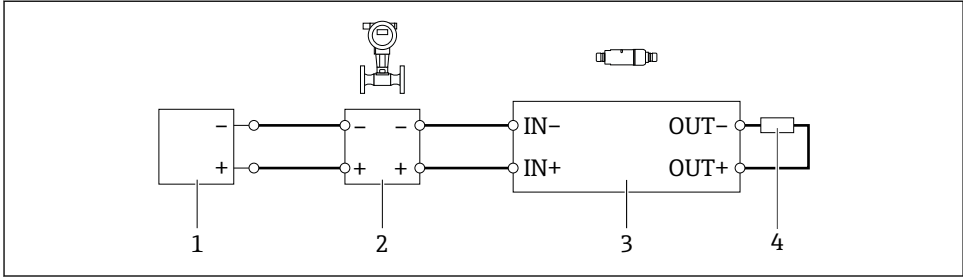 − − − IN− OUT−
+ + + IN+ OUT+
1 2 3 4